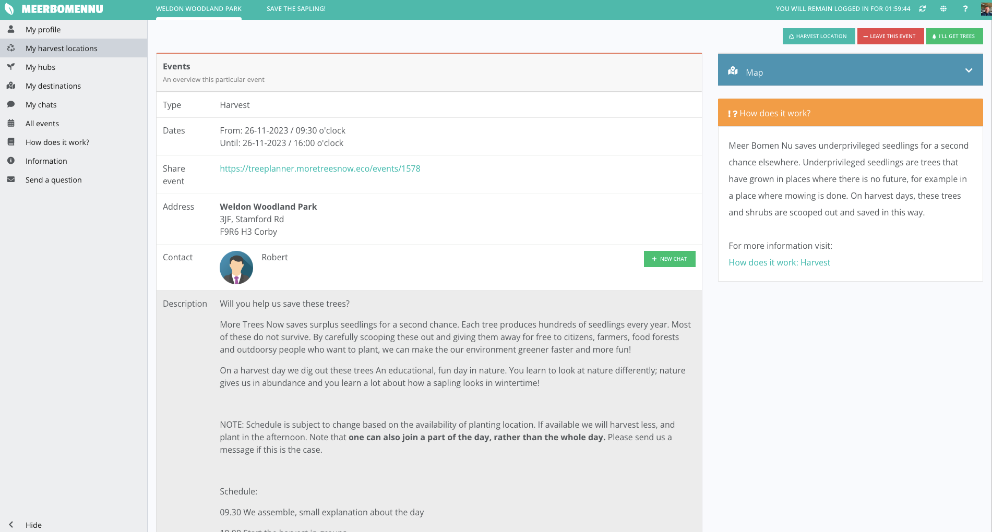 MEERBOMENNU
WELDON WOODLAND PARK
SAVE THE SAPLING!
YOU WILL REMAIN LOGGED IN FOR 01:59:44
?
My profile
My harvest locations
My hubs
My destinations
My chats
All events
How does it work?
Information
Send a question
Hide
HARVEST LOCATION
LEAVE THIS EVENT
I'LL GET TREES
Events
An overview this particular event
Type Harvest
Dates From: 26-11-2023 / 09:30 o'clock
Until: 26-11-2023 / 16:00 o'clock
Share https://treeplanner.moretreesnow.eco/events/1578
event
Address Weldon Woodland Park
3JF, Stamford Rd
F9R6 H3 Corby
Contact Robert
+ NEW CHAT
Description Will you help us save these trees?
More Trees Now saves surplus seedlings for a second chance. Each tree produces hundreds of seedlings every year. Most
of these do not survive. By carefully scooping these out and giving them away for free to citizens, farmers, food forests
and outdoorsy people who want to plant, we can make the our environment greener faster and more fun!
On a harvest day we dig out these trees An educational, fun day in nature. You learn to look at nature differently; nature
gives us in abundance and you learn a lot about how a sapling looks in wintertime!
NOTE: Schedule is subject to change based on the availability of planting location. If available we will harvest less, and
plant in the afternoon. Note that one can also join a part of the day, rather than the whole day. Please send us a
message if this is the case.
Schedule:
09.30 We assemble, small explanation about the day
Map
!? How does it work?
Meer Bomen Nu saves underprivileged seedlings for a second
chance elsewhere. Underprivileged seedlings are trees that
have grown in places where there is no future, for example in
a place where mowing is done. On harvest days, these trees
and shrubs are scooped out and saved in this way.
For more information visit:
How does it work: Harvest